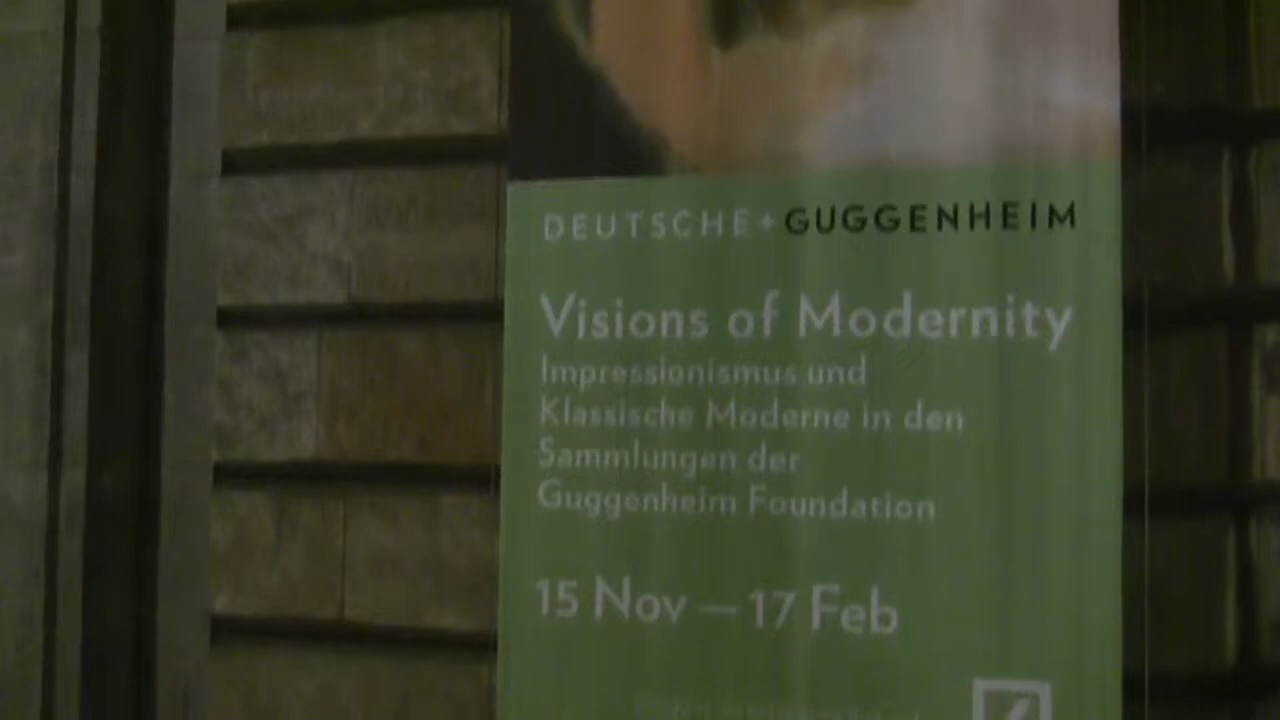 DEUTSCHE + GUGGENHEIM
Visions of Modernity
Impressionismus und
Klassische Moderne in den
Sammlungen der
Guggenheim Foundation
15 Nov – 17 Feb